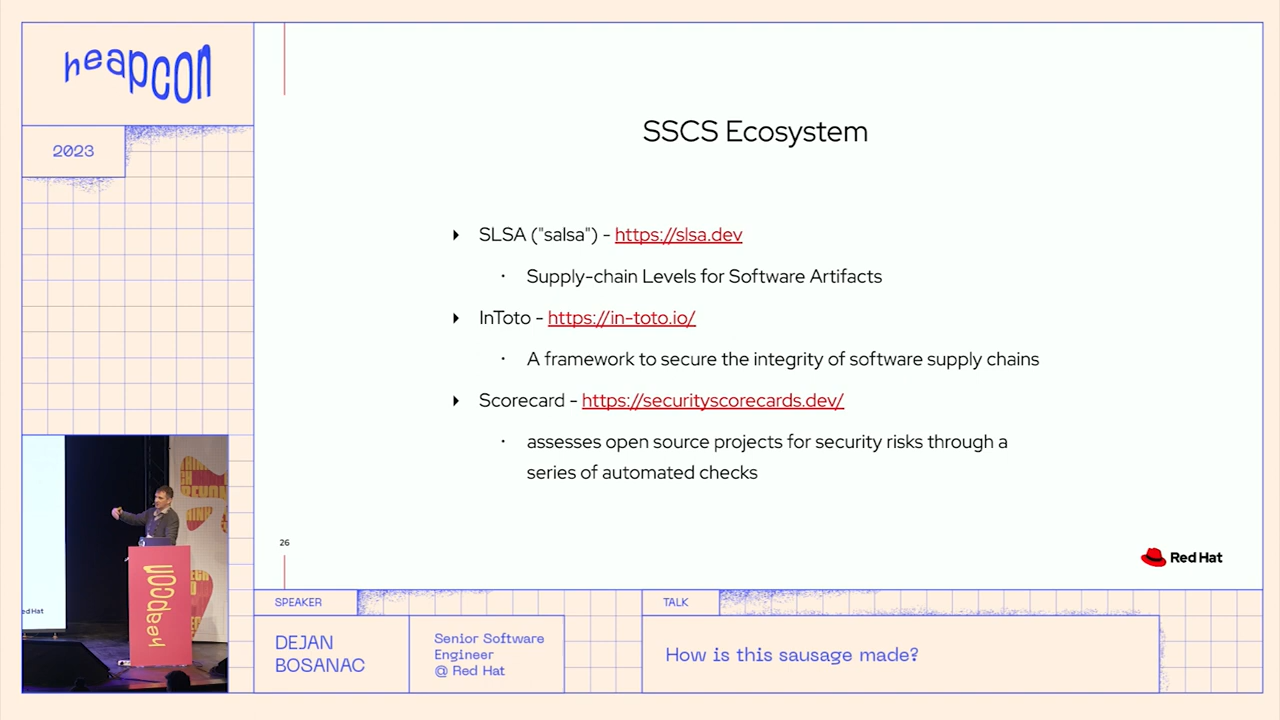 heapcon
2023
SSCS Ecosystem
SLSA ("salsa") - https://slsa.dev
Supply-chain Levels for Software Artifacts
InToto - https://in-toto.io/
A framework to secure the integrity of software supply chains
Scorecard - https://securityscorecards.dev/
assesses open source projects for security risks through a
series of automated checks
26
Red Hat
edHat
heapcon
SPEAKER
DEJAN
BOSANAC
Senior Software
Engineer
@ Red Hat
TALK
How is this sausage made?